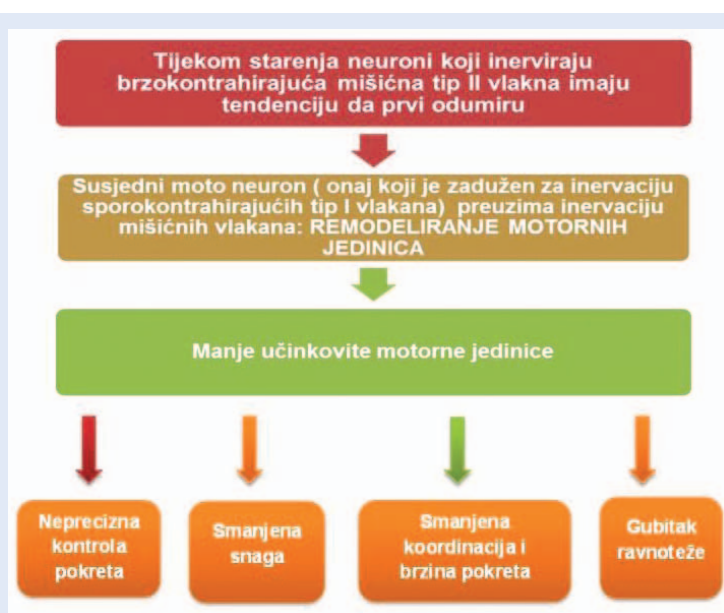 Tijekom starenja neuroni koji inerviraju
brzokontrahirajuća mišićna tip II vlakna imaju
tendenciju da prvi odumiru
Susjedni moto neuron ( onaj koji je zadužen za inervaciju
sporokontrahirajućih tip I vlakana) preuzima inervaciju
mišićnih vlakana: REMODELIRANJE MOTORNIH
JEDINICA
Manje učinkovite motorne jedinice
Neprecizna
kontrola
pokreta
Smanjena
snaga
Smanjena
koordinacija i
brzina pokreta
Gubitak
ravnoteže